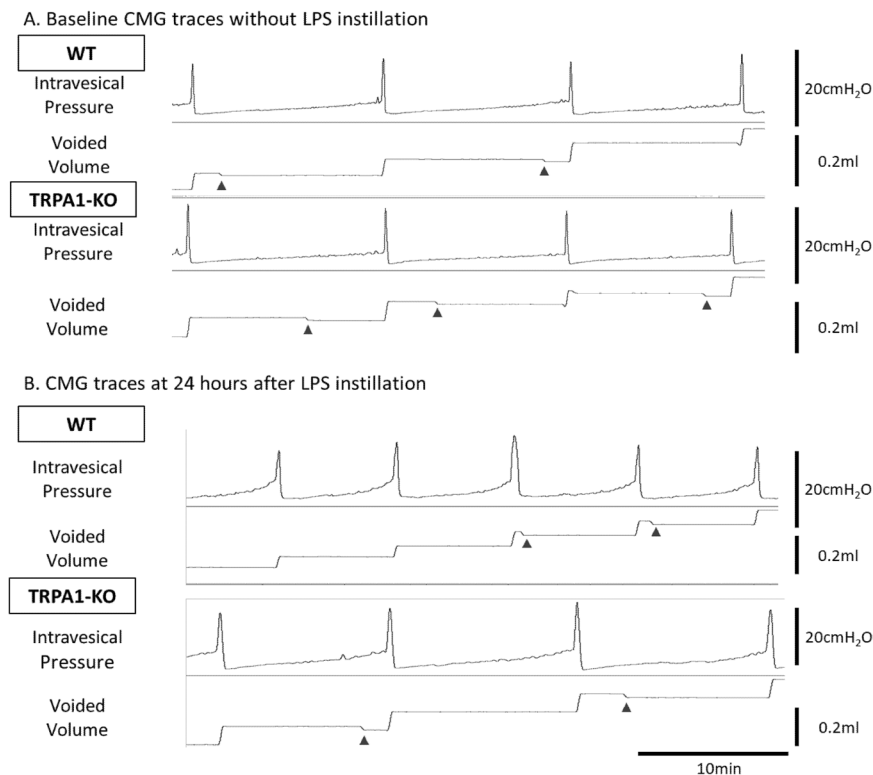 A. Baseline CMG traces without LPS instillation
WT
Intravesical
Pressure
20cmH₂O
Voided
Volume
0.2ml
TRPA1-KO
Intravesical
Pressure
20cmH₂O
Voided
Volume
0.2ml
B. CMG traces at 24 hours after LPS instillation
WT
Intravesical
Pressure
20cmH₂O
Voided
Volume
0.2ml
TRPA1-KO
Intravesical
Pressure
20cmH₂O
Voided
Volume
0.2ml
10min